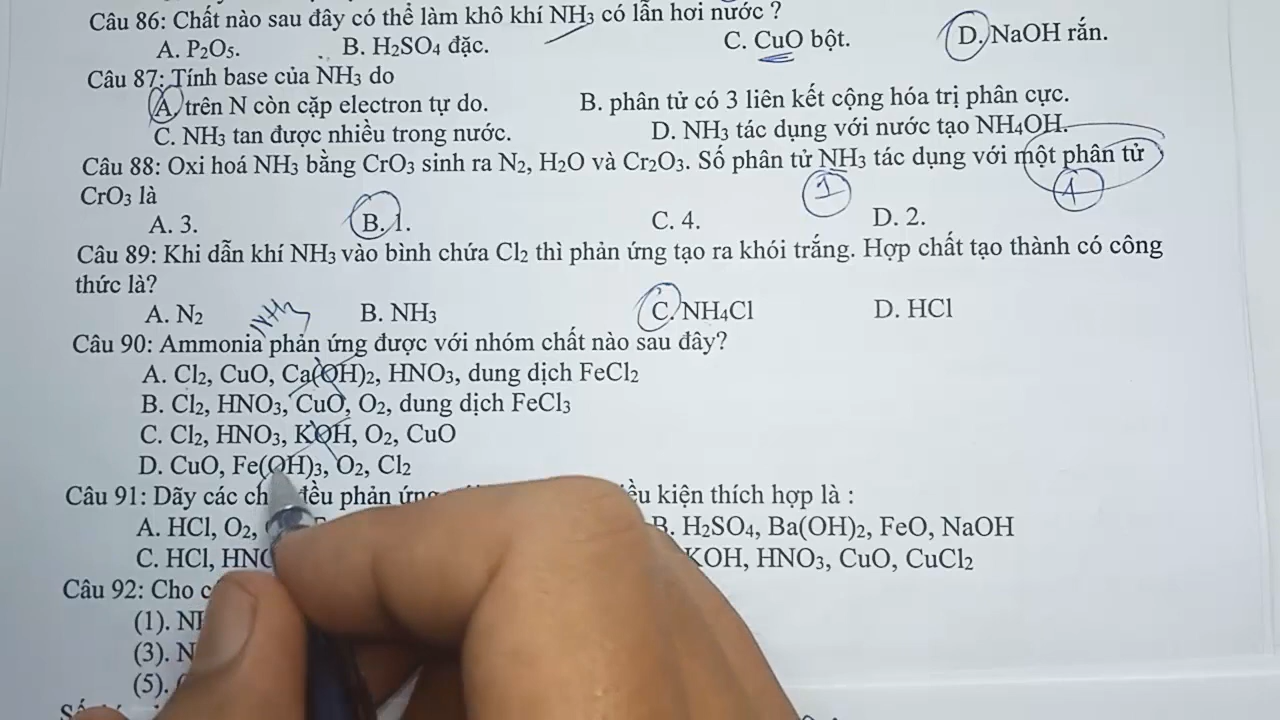 Câu 86: Chất nào sau đây có thể làm khô khí NH₃ có lẫn hơi nước ?
A. P₂O₅. B. H₂SO₄ đặc. C. CuO bột. D. NaOH rắn.
Câu 87: Tính base của NH₃ do
A. trên N còn cặp electron tự do. B. phân tử có 3 liên kết cộng hóa trị phân cực.
C. NH₃ tan được nhiều trong nước. D. NH₃ tác dụng với nước tạo NH₄OH.
Câu 88: Oxi hoá NH₃ bằng CrO₃ sinh ra N₂, H₂O và Cr₂O₃. Số phân tử NH₃ tác dụng với một phân tử
1 1
CrO₃ là
A. 3. B. 1. C. 4. D. 2.
Câu 89: Khi dẫn khí NH₃ vào bình chứa Cl₂ thì phản ứng tạo ra khói trắng. Hợp chất tạo thành có công
thức là?
A. N₂ B. NH₃ C. NH₄Cl D. HCl
NH₃
Câu 90: Ammonia phản ứng được với nhóm chất nào sau đây?
A. Cl₂, CuO, Ca(OH)₂, HNO₃, dung dịch FeCl₂
B. Cl₂, HNO₃, CuO, O₂, dung dịch FeCl₃
C. Cl₂, HNO₃, KOH, O₂, CuO
D. CuO, Fe(OH)₃, O₂, Cl₂
Câu 91: Dãy các đều phản kiện thích hợp là :
A. HCl, O₂, B. H₂SO₄, Ba(OH)₂, FeO, NaOH
C. HCl, KOH, HNO₃, CuO, CuCl₂
Câu 92: Cho
(1).
(3).
(5).